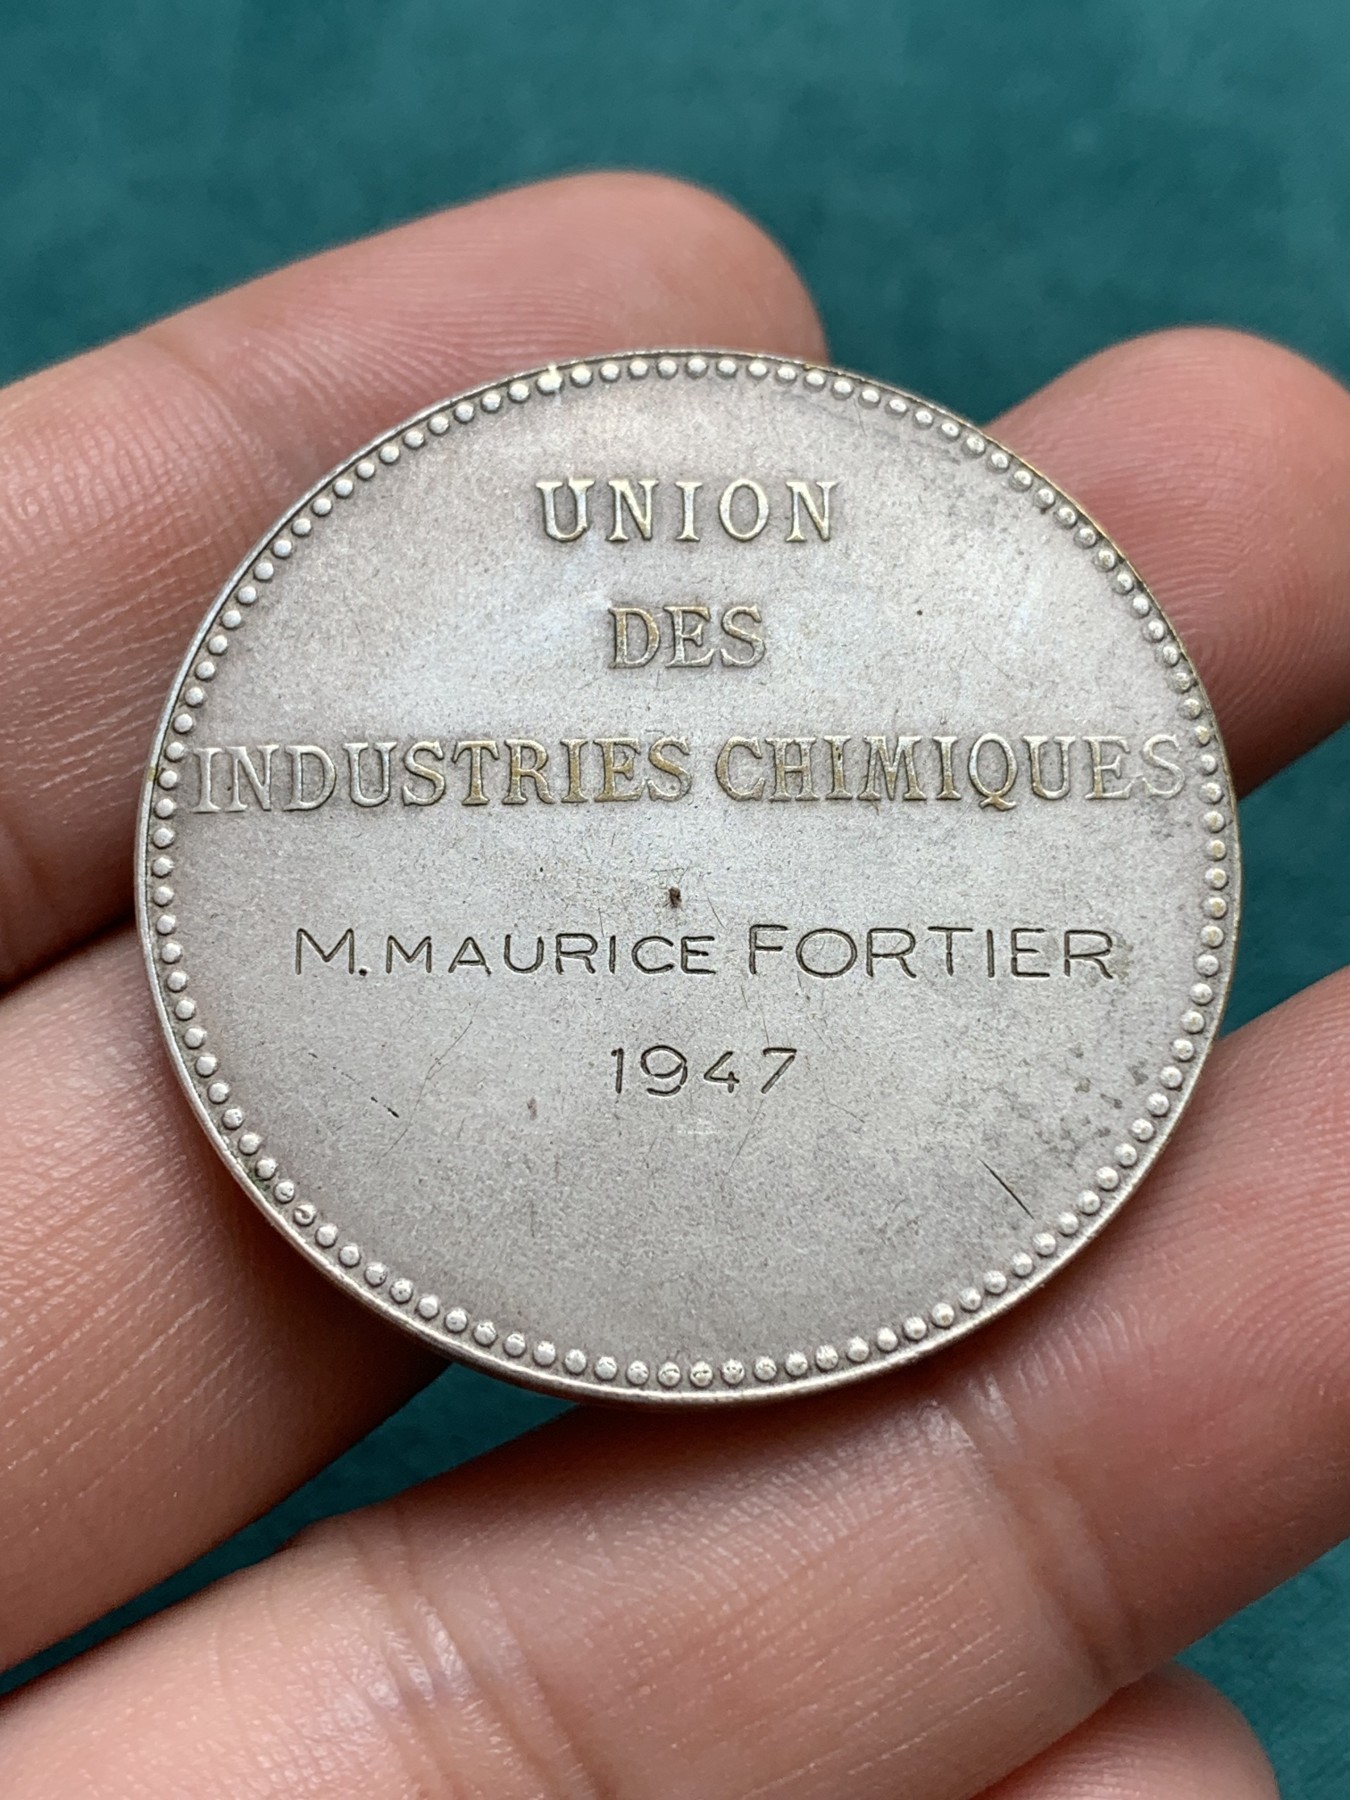 UNION
DES
INDUSTRIES CHIMIQUES
M. MAURICE FORTIER
1947